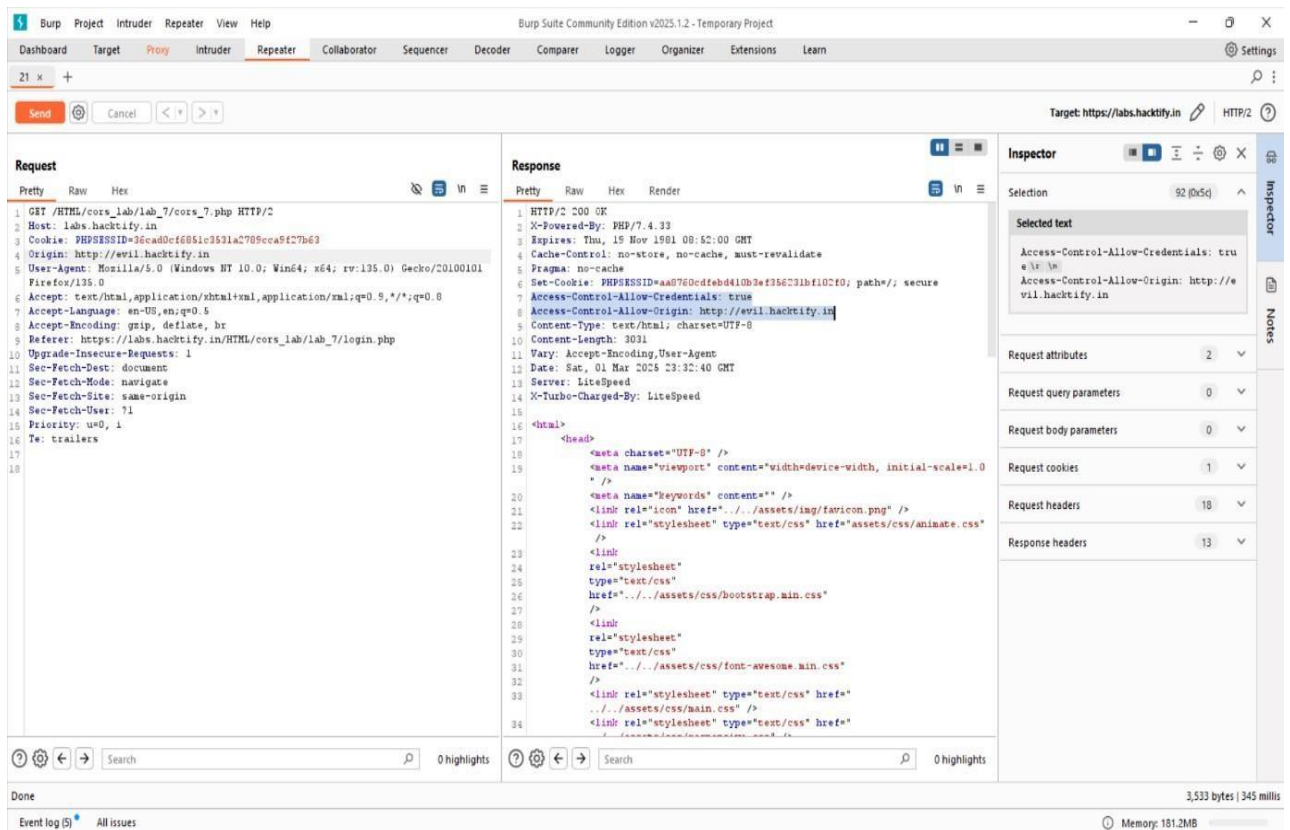 Burp Project Intruder Repeater View Help Burp Suite Community Edition v2025.1.2 - Temporary Project
Dashboard Target Proxy Intruder Repeater Collaborator Sequencer Decoder Comparer Logger Organizer Extensions Learn Settings
21 × +
Send Cancel Target: https://labs.hacktify.in HTTP/2
Request
Pretty Raw Hex
1 GET /HTML/cors_lab/lab_7/cors_7.php HTTP/2
2 Host: labs.hacktify.in
3 Cookie: PHPSESSID=36cad0cf6851c3531a2789cca9f27b63
4 Origin: http://evil.hacktify.in
5 User-Agent: Mozilla/5.0 (Windows NT 10.0; Win64; x64; rv:135.0) Gecko/20100101
Firefox/135.0
6 Accept: text/html,application/xhtml+xml,application/xml;q=0.9,*/*;q=0.8
7 Accept-Language: en-US,en;q=0.5
8 Accept-Encoding: gzip, deflate, br
9 Referer: https://labs.hacktify.in/HTML/cors_lab/lab_7/login.php
10 Upgrade-Insecure-Requests: 1
11 Sec-Fetch-Dest: document
12 Sec-Fetch-Mode: navigate
13 Sec-Fetch-Site: same-origin
14 Sec-Fetch-User: ?1
15 Priority: u=0, i
16 Te: trailers
17
18
Search 0 highlights
Response
Pretty Raw Hex Render
1 HTTP/2 200 OK
2 X-Powered-By: PHP/7.4.33
3 Expires: Thu, 19 Nov 1981 08:52:00 GMT
4 Cache-Control: no-store, no-cache, must-revalidate
5 Pragma: no-cache
6 Set-Cookie: path=/; secure
7 Access-Control-Allow-Credentials: true
8 Access-Control-Allow-Origin: http://evil.hacktify.in
9 Content-Type: text/html; charset=UTF-8
10 Content-Length: 3031
11 Vary: Accept-Encoding,User-Agent
12 Date: Sat, 01 Mar 2025 23:32:40 GMT
13 Server: LiteSpeed
14 X-Turbo-Charged-By: LiteSpeed
15
16 <html>
17 <head>
18 <meta charset="UTF-8" />
19 <meta name="viewport" content="width=device-width, initial-scale=1.0
" />
20 <meta name="keywords" content="" />
21 <link rel="icon" href="../../assets/img/favicon.png" />
22 <link rel="stylesheet" type="text/css" href="assets/css/animate.css"
/>
23 <link
24 rel="stylesheet"
25 type="text/css"
26 href="../../assets/css/bootstrap.min.css"
27 />
28 <link
29 rel="stylesheet"
30 type="text/css"
31 href="../../assets/css/font-awesome.min.css"
32 />
33 <link rel="stylesheet" type="text/css" href="
../../assets/css/main.css" />
34 <link rel="stylesheet" type="text/css" href="
Search 0 highlights
Inspector
Selection 92 (0x5c)
Selected text
Access-Control-Allow-Credentials: tru
e \r \n
Access-Control-Allow-Origin: http://e
vil.hacktify.in
Request attributes 2
Request query parameters 0
Request body parameters 0
Request cookies 1
Request headers 18
Response headers 13
Inspector
Notes
Done 3,533 bytes | 345 millis
Event log (5) All issues Memory: 181.2MB